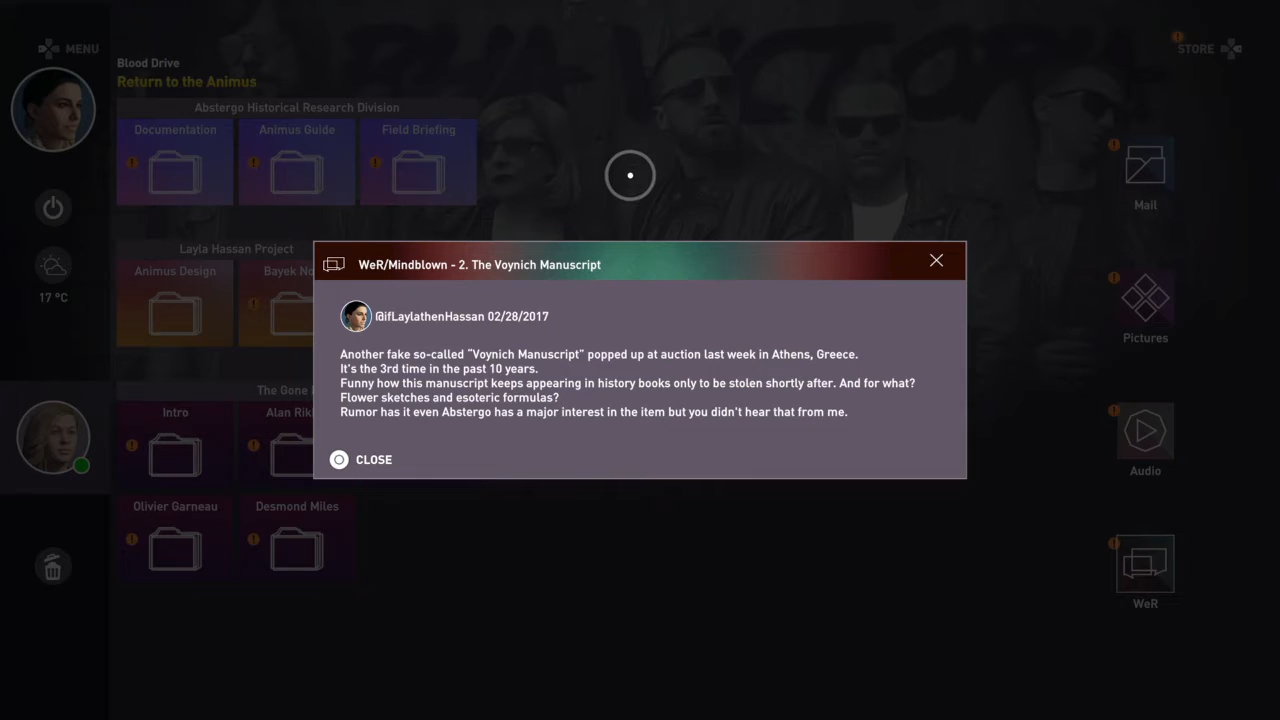 MENU
STORE
Blood Drive
Return to the Animus
Abstergo Historical Research Division
Documentation
Animus Guide
Field Briefing
Mail
Layla Hassan Project
Animus Design
Bayek No
17 °C
WeR/Mindblown - 2. The Voynich Manuscript
@ifLaylathenHassan 02/28/2017
Another fake so-called "Voynich Manuscript" popped up at auction last week in Athens, Greece.
It's the 3rd time in the past 10 years.
Funny how this manuscript keeps appearing in history books only to be stolen shortly after. And for what?
Flower sketches and esoteric formulas?
Rumor has it even Abstergo has a major interest in the item but you didn't hear that from me.
CLOSE
Pictures
The Gone
Intro
Alan Rik
Audio
Olivier Garneau
Desmond Miles
WeR